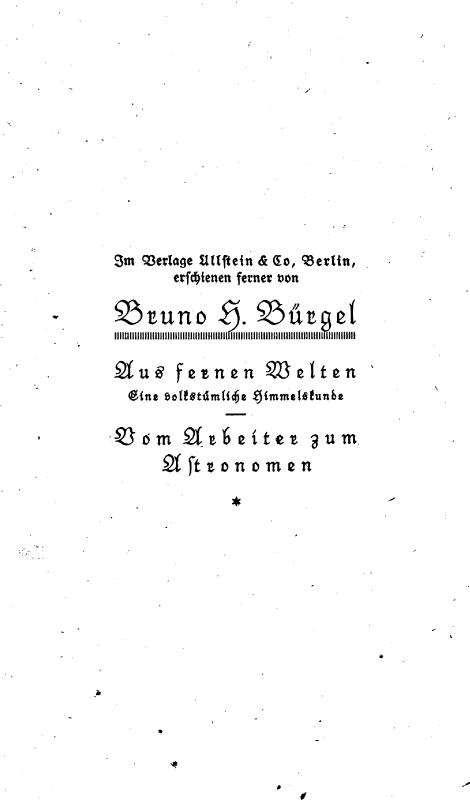 Im Verlage Ullstein & Co, Berlin,
erschienen ferner von
Bruno H. Bürgel
Aus fernen Welten
Eine volkstümliche Himmelskunde
Vom Arbeiter zum
Astronomen
*